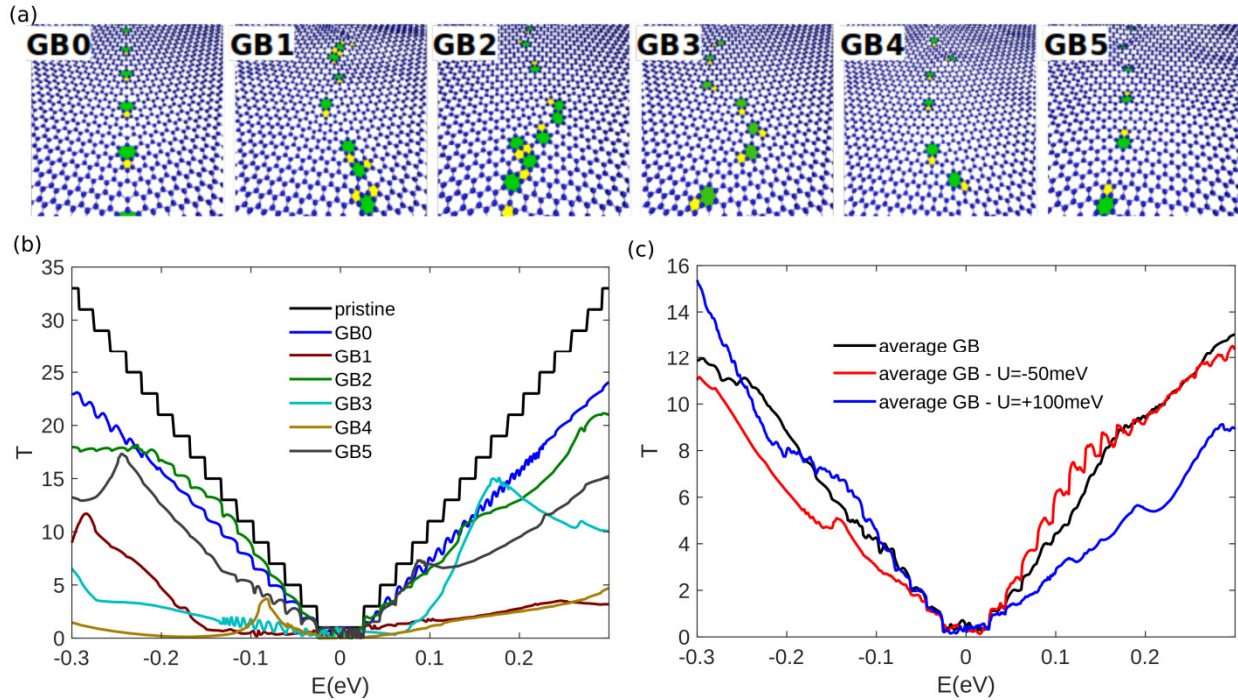 (a)
GB0 GB1 GB2 GB3 GB4 GB5
(b)
35
30
25
20
15
10
5
0
T
-0.3 -0.2 -0.1 0 0.1 0.2
E(eV)
pristine
GB0
GB1
GB2
GB3
GB4
GB5
(c)
16
14
12
10
8
6
4
2
0
T
-0.3 -0.2 -0.1 0 0.1 0.2
E(eV)
average GB
average GB - U=-50meV
average GB - U=+100meV